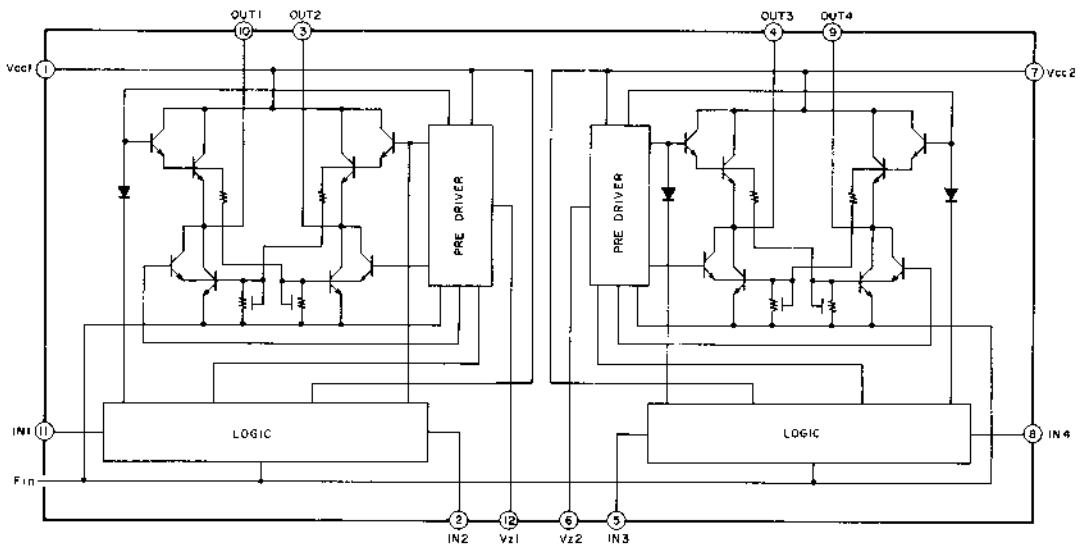 OUT1 OUT2 OUT3 OUT4
10 3 4 9
Vcc1 1 7 Vcc2
PRE DRIVER PRE DRIVER
IN1 11 LOGIC LOGIC 8 IN4
Fin
2 12 6 5
IN2 Vz1 Vz2 IN3